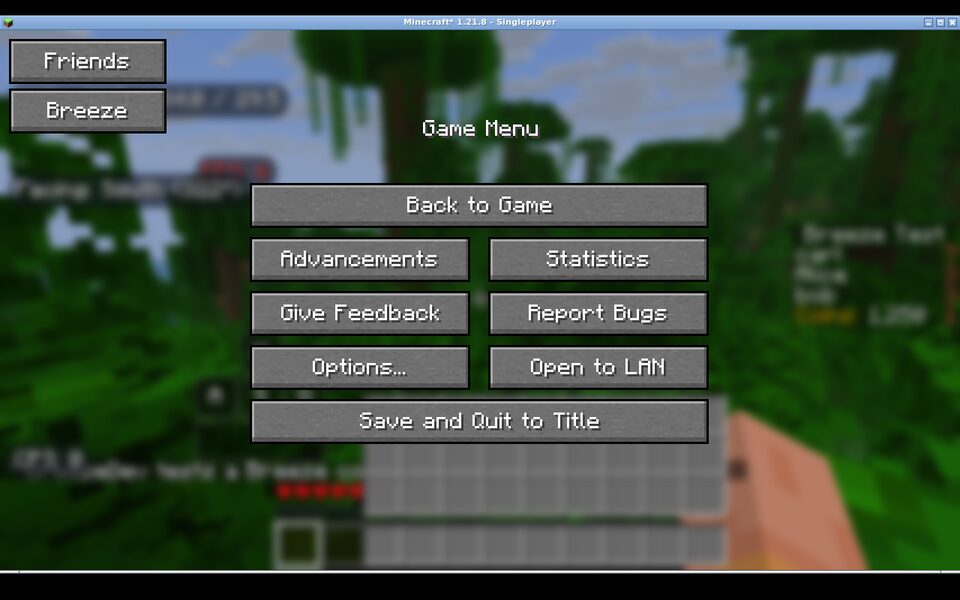 Minecraft* 1.21.8 - Singleplayer
Friends
Breeze
Game Menu
Back to Game
Advancements
Statistics
Give Feedback
Report Bugs
Options...
Open to LAN
Save and Quit to Title